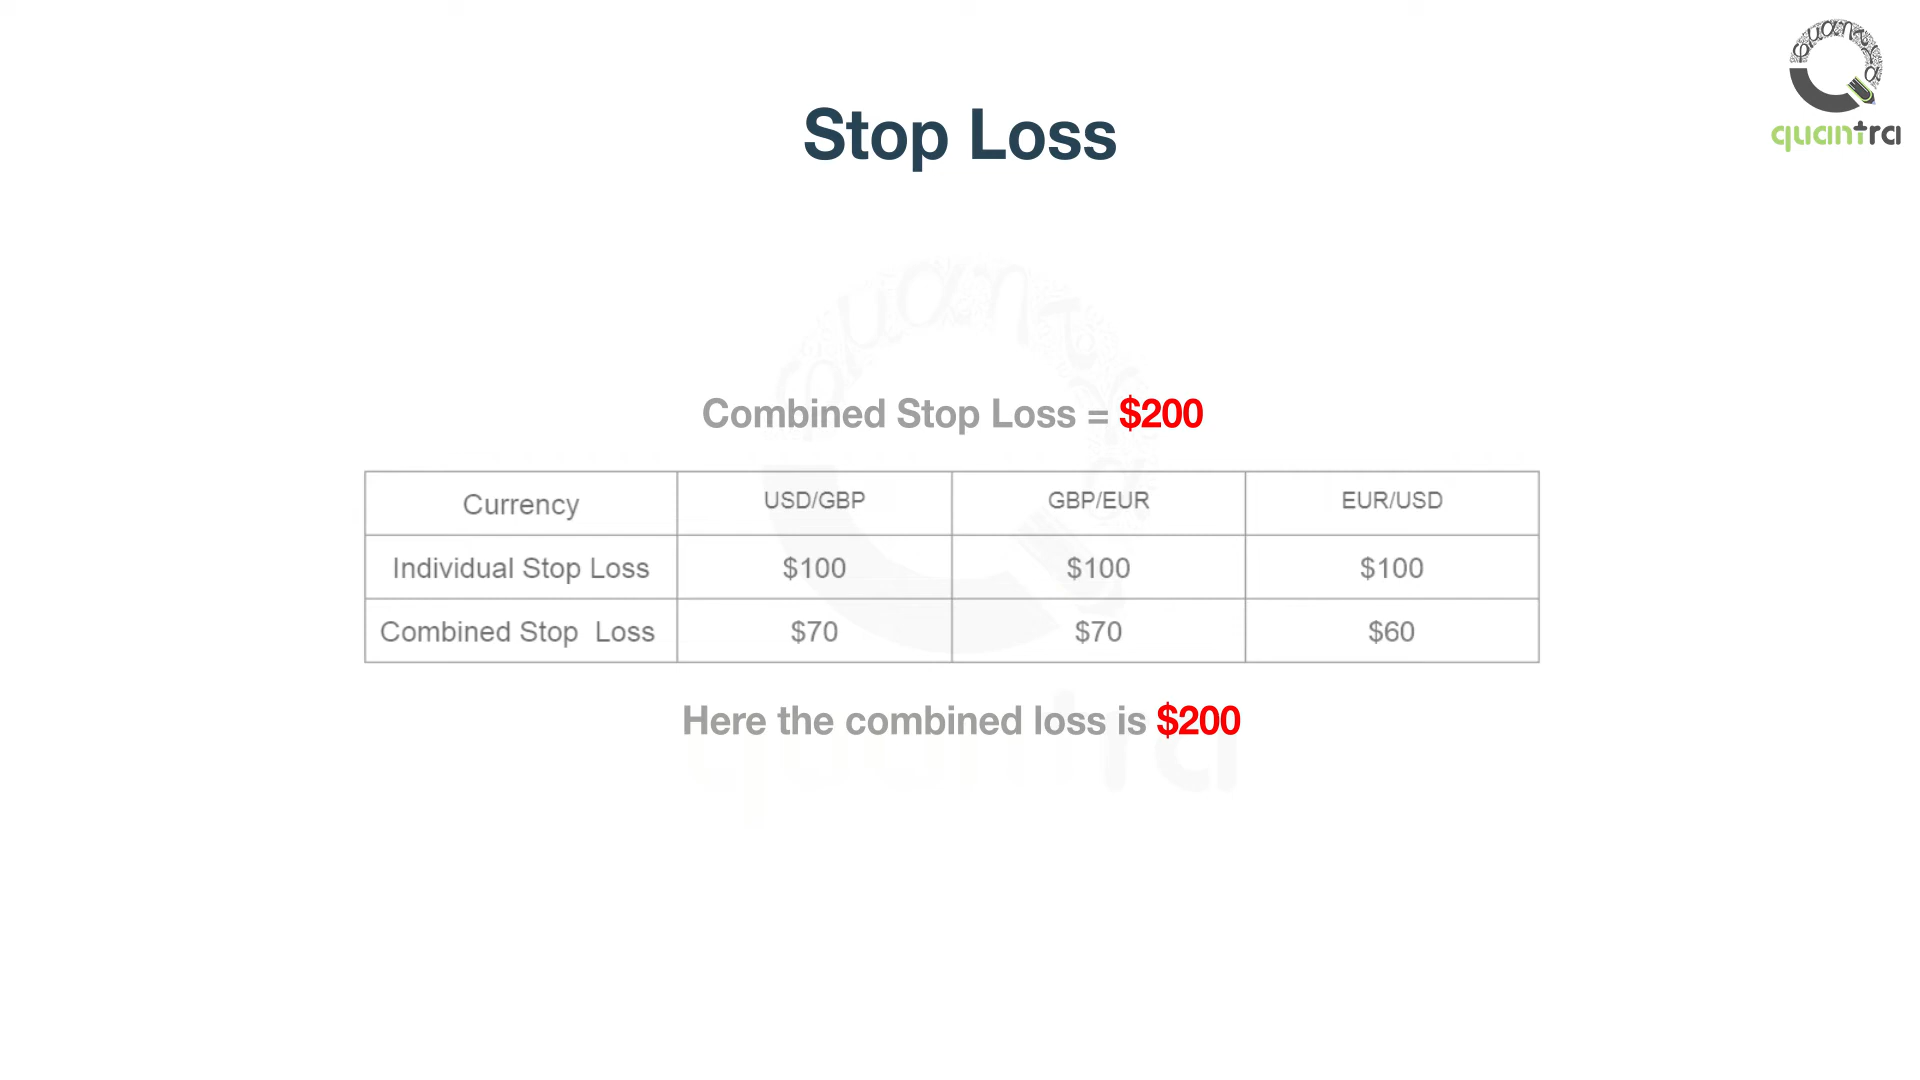 quantra
Stop Loss
Combined Stop Loss = $200
Currency USD/GBP GBP/EUR EUR/USD
Individual Stop Loss $100 $100 $100
Combined Stop Loss $70 $70 $60
Here the combined loss is $200